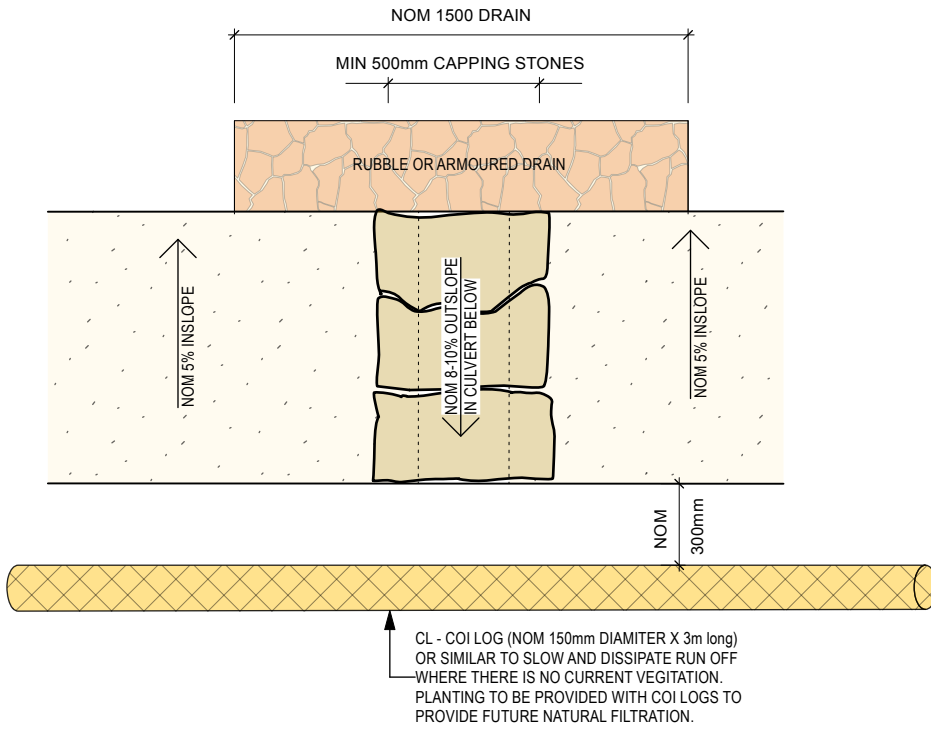 NOM 1500 DRAIN
MIN 500mm CAPPING STONES
RUBBLE OR ARMOURED DRAIN
NOM 5% INSLOPE
NOM 8-10% OUTSLOPE
IN CULVERT BELOW
NOM 5% INSLOPE
NOM
300mm
CL - COI LOG (NOM 150mm DIAMITER X 3m long)
OR SIMILAR TO SLOW AND DISSIPATE RUN OFF
WHERE THERE IS NO CURRENT VEGITATION.
PLANTING TO BE PROVIDED WITH COI LOGS TO
PROVIDE FUTURE NATURAL FILTRATION.